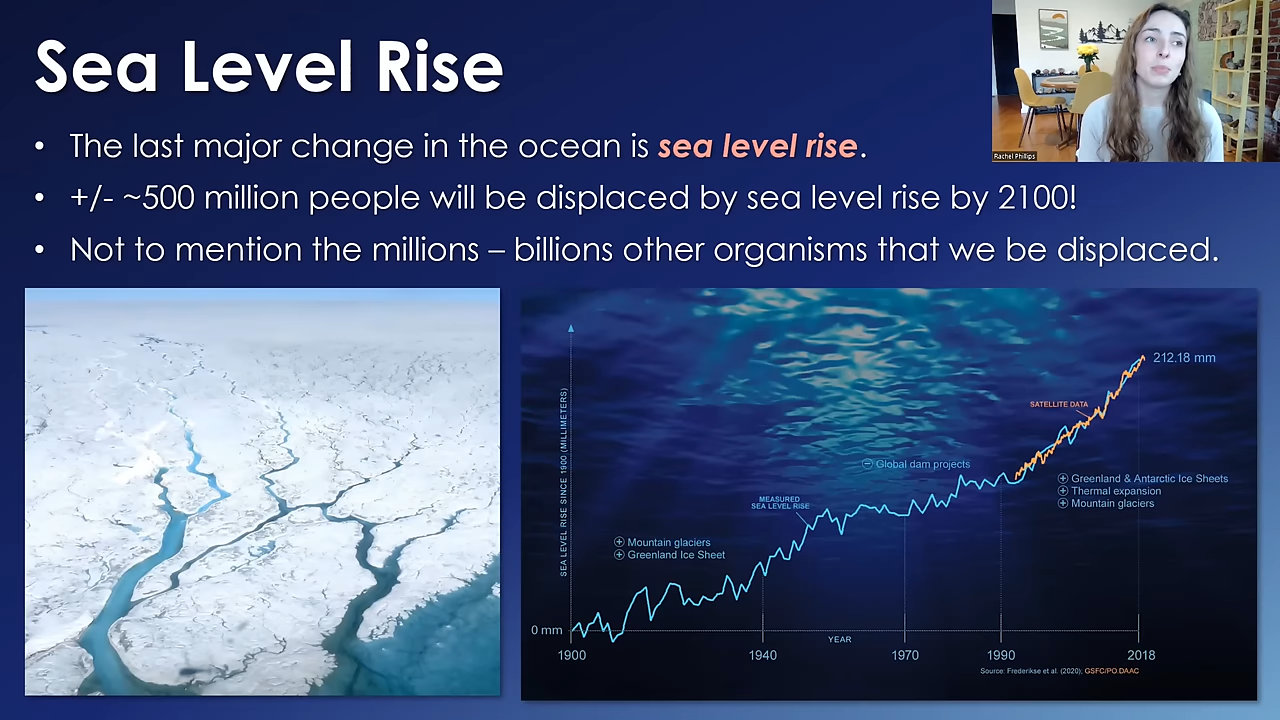 Sea Level Rise
• The last major change in the ocean is sea level rise.
• +/- ~500 million people will be displaced by sea level rise by 2100!
• Not to mention the millions – billions other organisms that we be displaced.
Rachel Phillips
212.18 mm
SATELLITE DATA
Global dam projects
Greenland & Antarctic Ice Sheets
Thermal expansion
Mountain glaciers
MEASURED
SEA LEVEL RISE
Mountain glaciers
Greenland Ice Sheet
SEA LEVEL RISE SINCE 1900 (MILLIMETERS)
0 mm
YEAR
1900 1940 1970 1990 2018
Source: Frederikse et al. (2020); GSFC/PO.DAAC